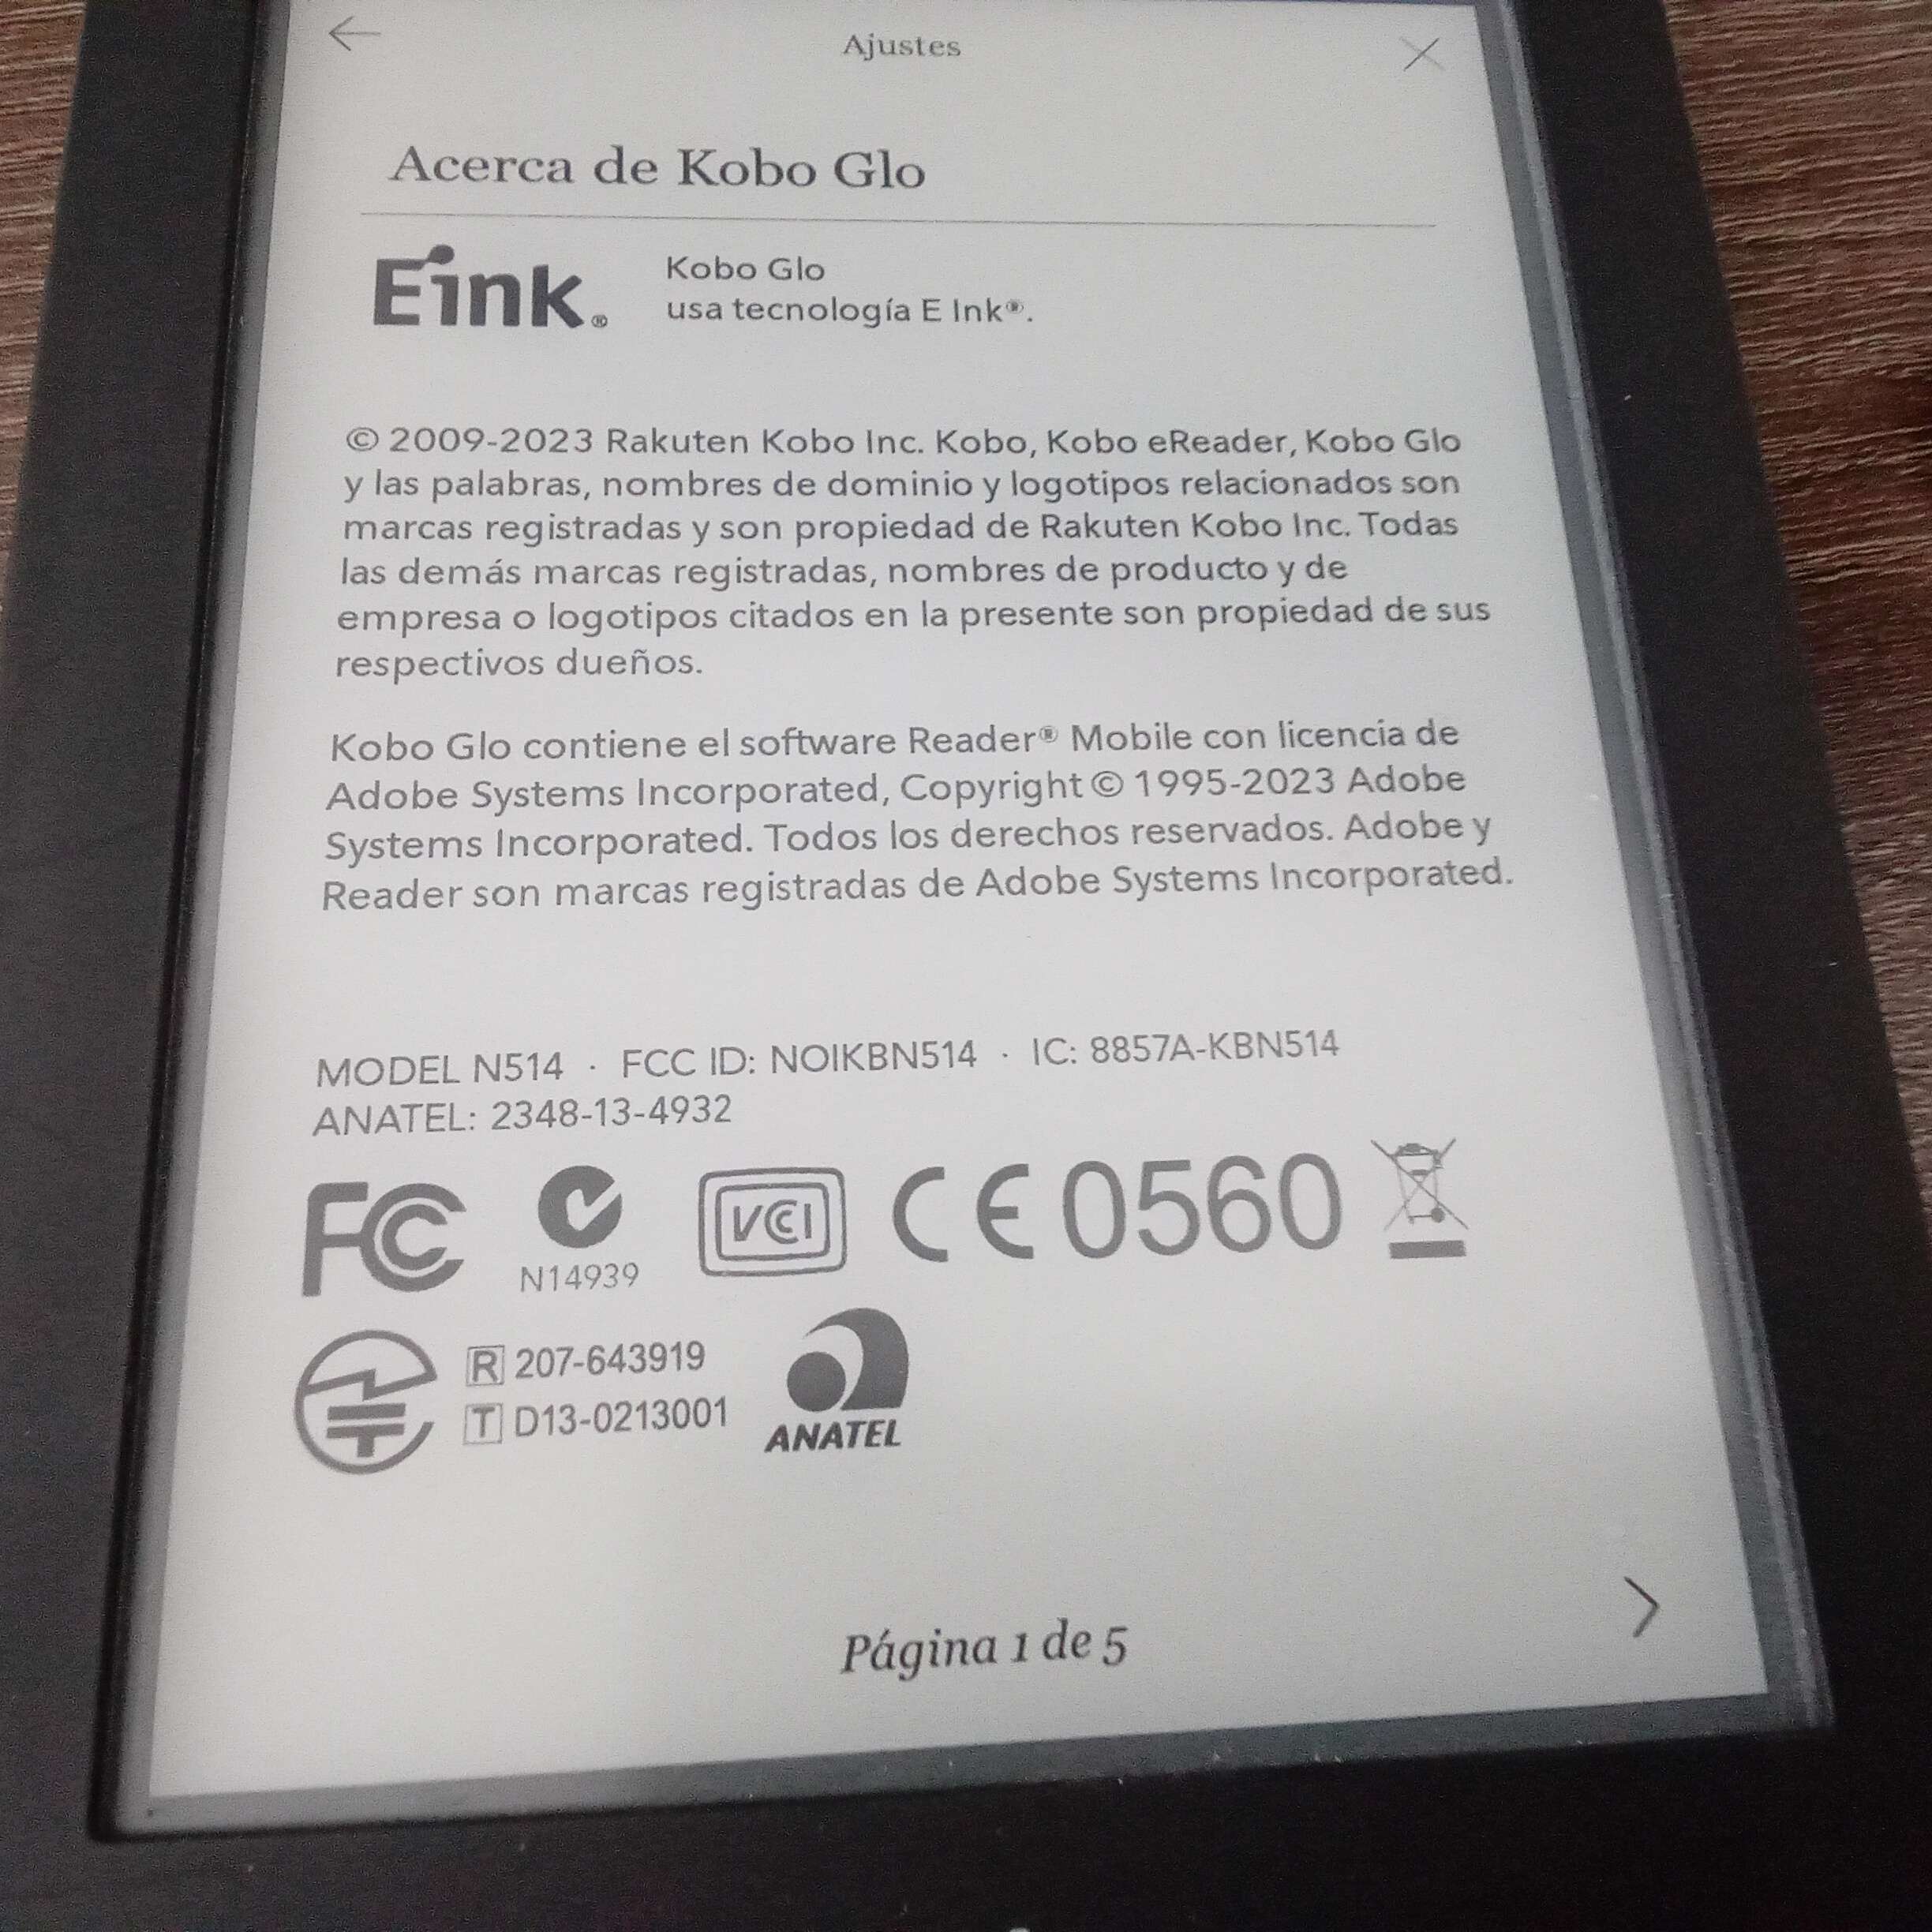 Ajustes
Acerca de Kobo Glo
Eink®
Kobo Glo
usa tecnología E Ink®.
© 2009-2023 Rakuten Kobo Inc. Kobo, Kobo eReader, Kobo Glo
y las palabras, nombres de dominio y logotipos relacionados son
marcas registradas y son propiedad de Rakuten Kobo Inc. Todas
las demás marcas registradas, nombres de producto y de
empresa o logotipos citados en la presente son propiedad de sus
respectivos dueños.
Kobo Glo contiene el software Reader® Mobile con licencia de
Adobe Systems Incorporated, Copyright © 1995-2023 Adobe
Systems Incorporated. Todos los derechos reservados. Adobe y
Reader son marcas registradas de Adobe Systems Incorporated.
MODEL N514 · FCC ID: NOIKBN514 · IC: 8857A-KBN514
ANATEL: 2348-13-4932
FC N14939 VCCI CE 0560
R 207-643919
T D13-0213001
ANATEL
Página 1 de 5